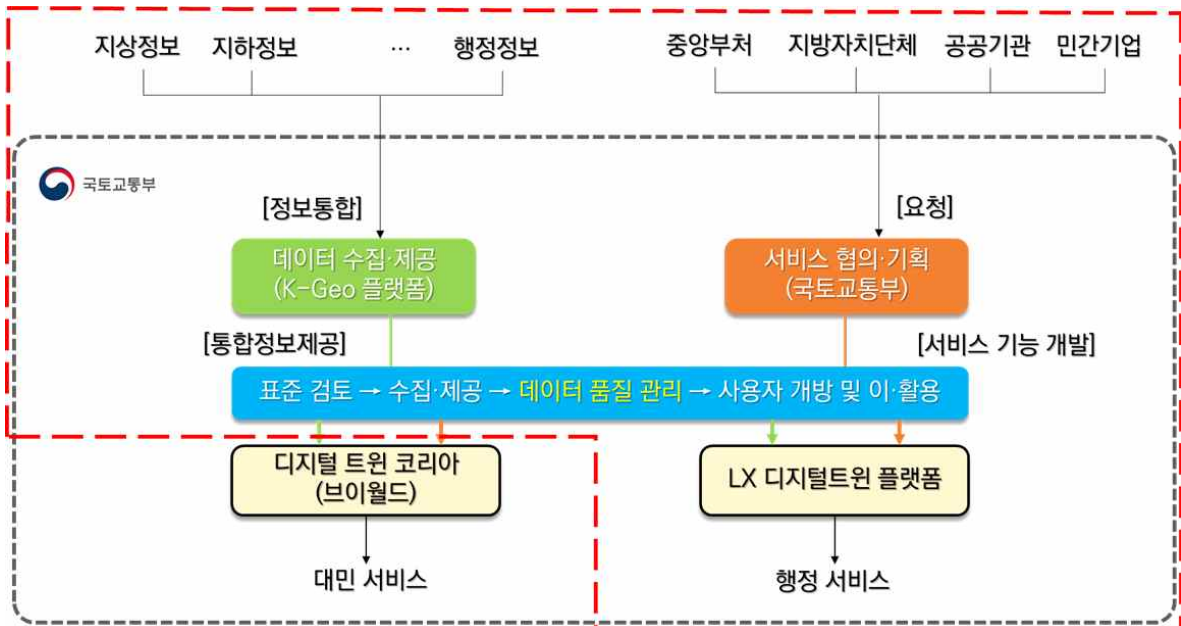 지상정보 지하정보 … 행정정보
중앙부처 지방자치단체 공공기관 민간기업
국토교통부
[정보통합]
[요청]
데이터 수집·제공
(K-Geo 플랫폼)
서비스 협의·기획
(국토교통부)
[통합정보제공]
[서비스 기능 개발]
표준 검토 → 수집·제공 → 데이터 품질 관리 → 사용자 개방 및 이·활용
디지털 트윈 코리아
(브이월드)
LX 디지털트윈 플랫폼
대민 서비스
행정 서비스